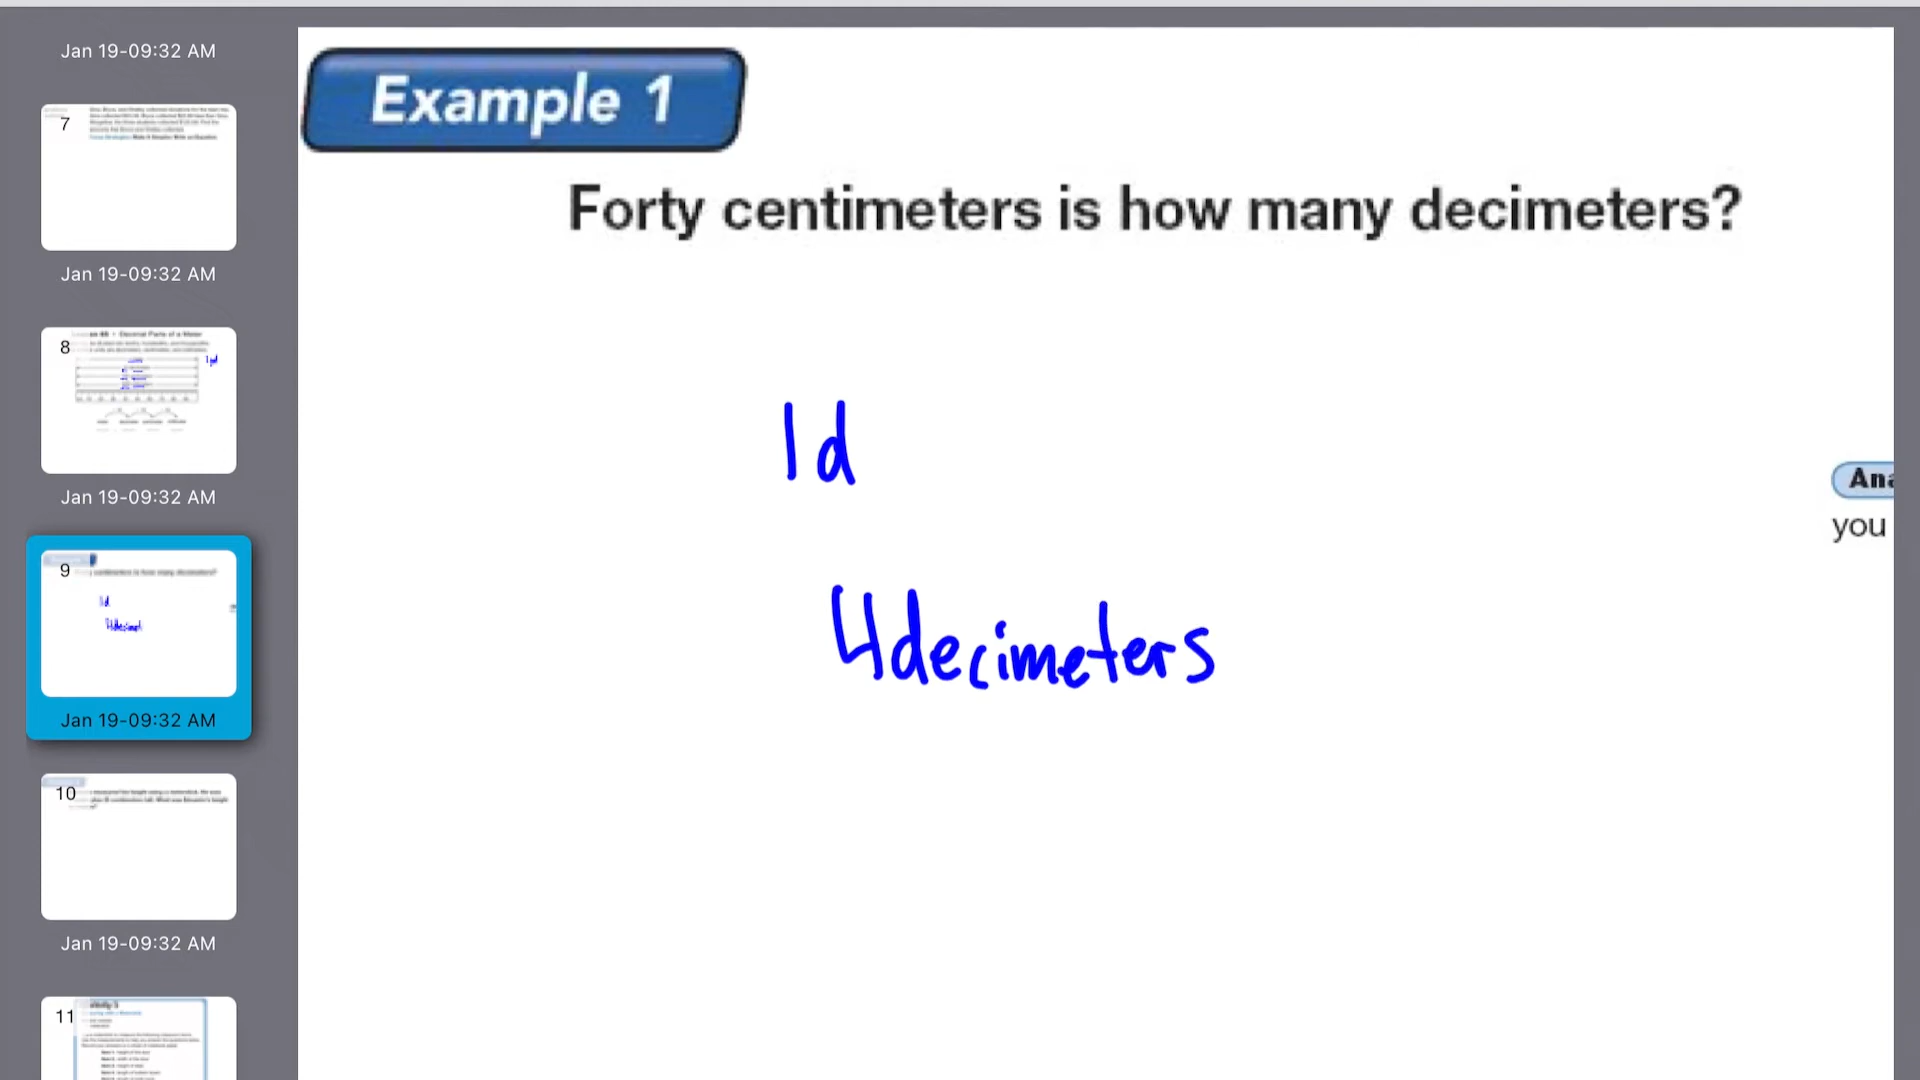 Jan 19-09:32 AM
7
Jan 19-09:32 AM
8
Jan 19-09:32 AM
9
Jan 19-09:32 AM
10
Jan 19-09:32 AM
11
Example 1
Forty centimeters is how many decimeters?
1d
4decimeters
Ana
you